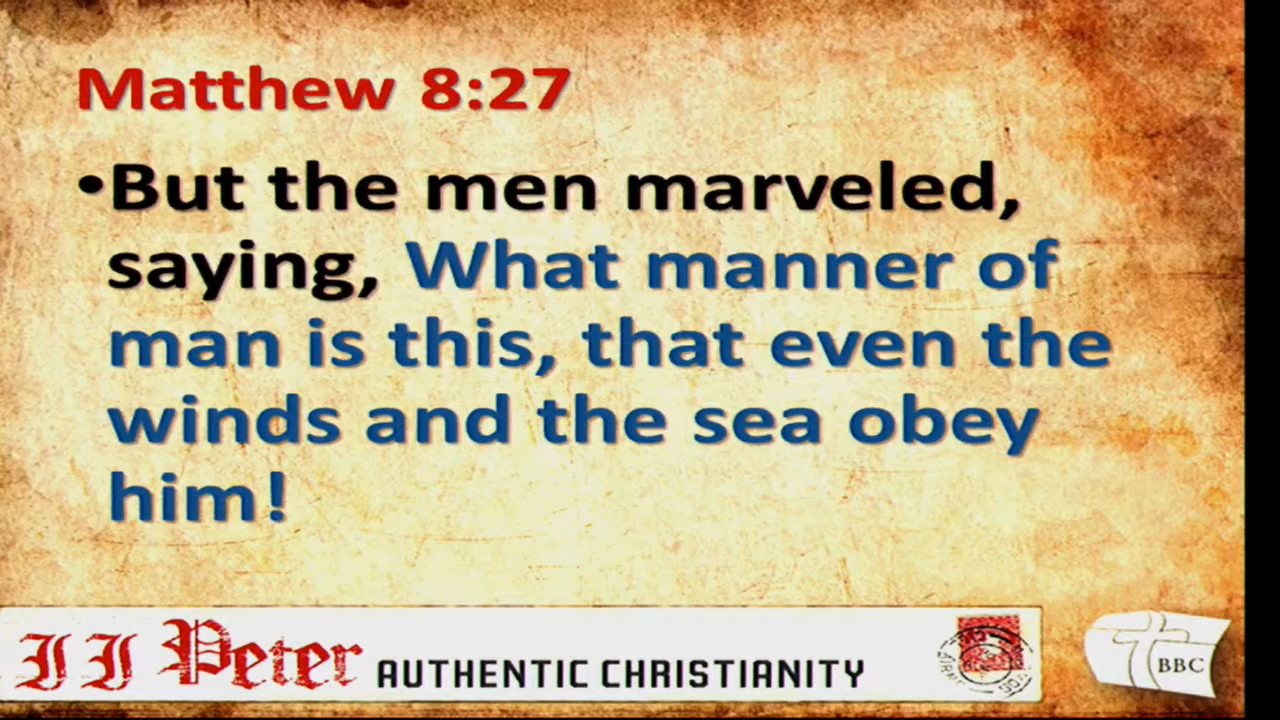 Matthew 8:27
•But the men marveled,
saying, What manner of
man is this, that even the
winds and the sea obey
him!
II Peter AUTHENTIC CHRISTIANITY
BBC